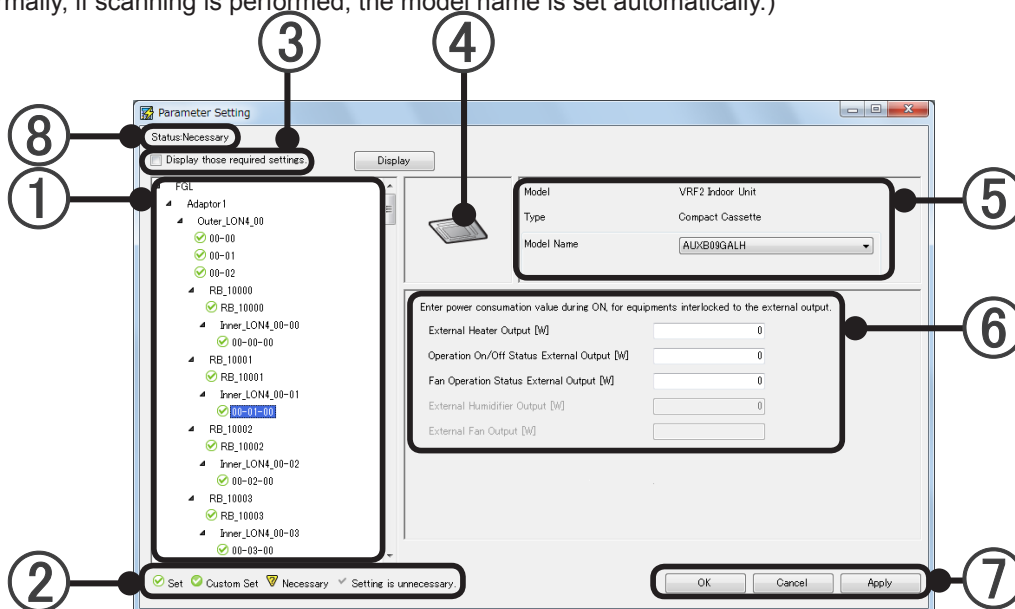 rmally, if scanning is performed, the model name is set automatically.)
③ ④
Parameter Setting
⑧ Status:Necessary
Display those required settings. Display
① ⑤
FGL
Adaptor1
Outer_LON4_00
00-00
00-01
00-02
RB_10000
RB_10000
Inner_LON4_00-00
00-00-00
RB_10001
RB_10001
Inner_LON4_00-01
00-01-00
RB_10002
RB_10002
Inner_LON4_00-02
00-02-00
RB_10003
RB_10003
Inner_LON4_00-03
00-03-00
Model VRF2 Indoor Unit
Type Compact Cassette
Model Name AUXB09GALH
⑥
Enter power consumation value during ON, for equipments interlocked to the external output.
External Heater Output [W] 0
Operation On/Off Status External Output [W] 0
Fan Operation Status External Output [W] 0
External Humidifier Output [W] 0
External Fan Output [W]
② Set Custom Set Necessary Setting is unnecessary.
OK Cancel Apply ⑦